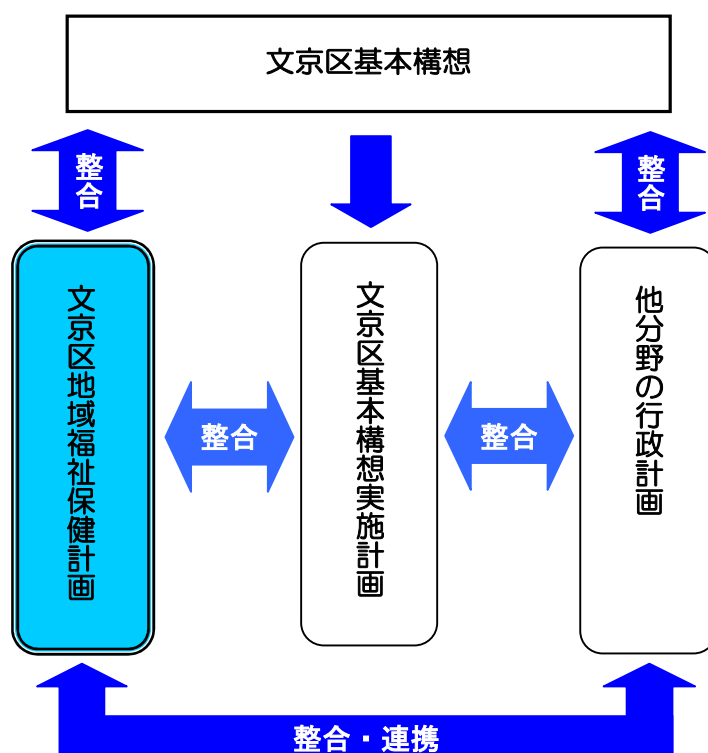 文京区基本構想
整合
整合
文京区地域福祉保健計画
整合
文京区基本構想実施計画
整合
他分野の行政計画
整合・連携